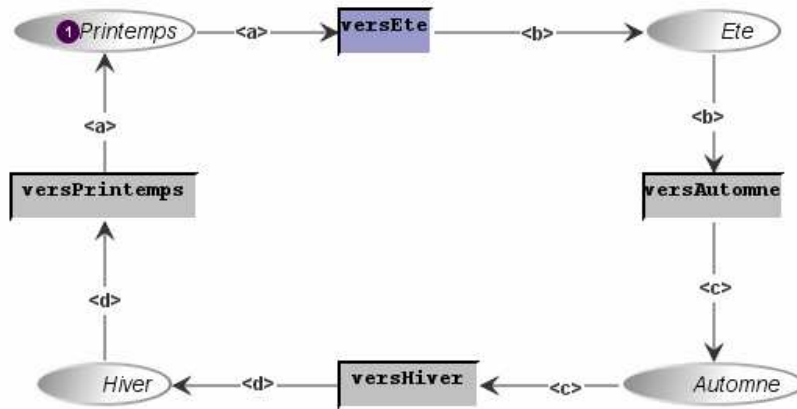 1 Printemps <a> versEte <b> Ete
<a> <b>
versPrintemps versAutomne
<d> <c>
Hiver <d> versHiver <c> Automne